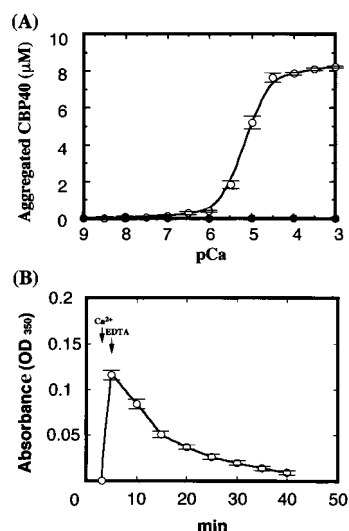 (A)
Aggregated CBP40 (μM)
10
8
6
4
2
0
9 8 7 6 5 4 3
pCa
(B)
Absorbance (OD 350)
0.2
0.15
0.1
0.05
Ca2+
EDTA
10 20 30 40 50
min